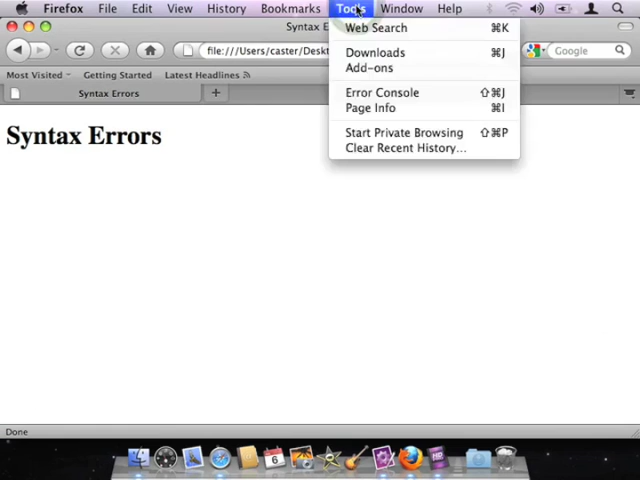 Firefox File Edit View History Bookmarks Tools Window Help
Syntax E
Web Search ⌘K
Downloads ⌘J
Add-ons
Error Console ⇧⌘J
Page Info ⌘I
Start Private Browsing ⇧⌘P
Clear Recent History...
file:///Users/caster/Deskt
Google
Most Visited Getting Started Latest Headlines
Syntax Errors
Syntax Errors
Done
6